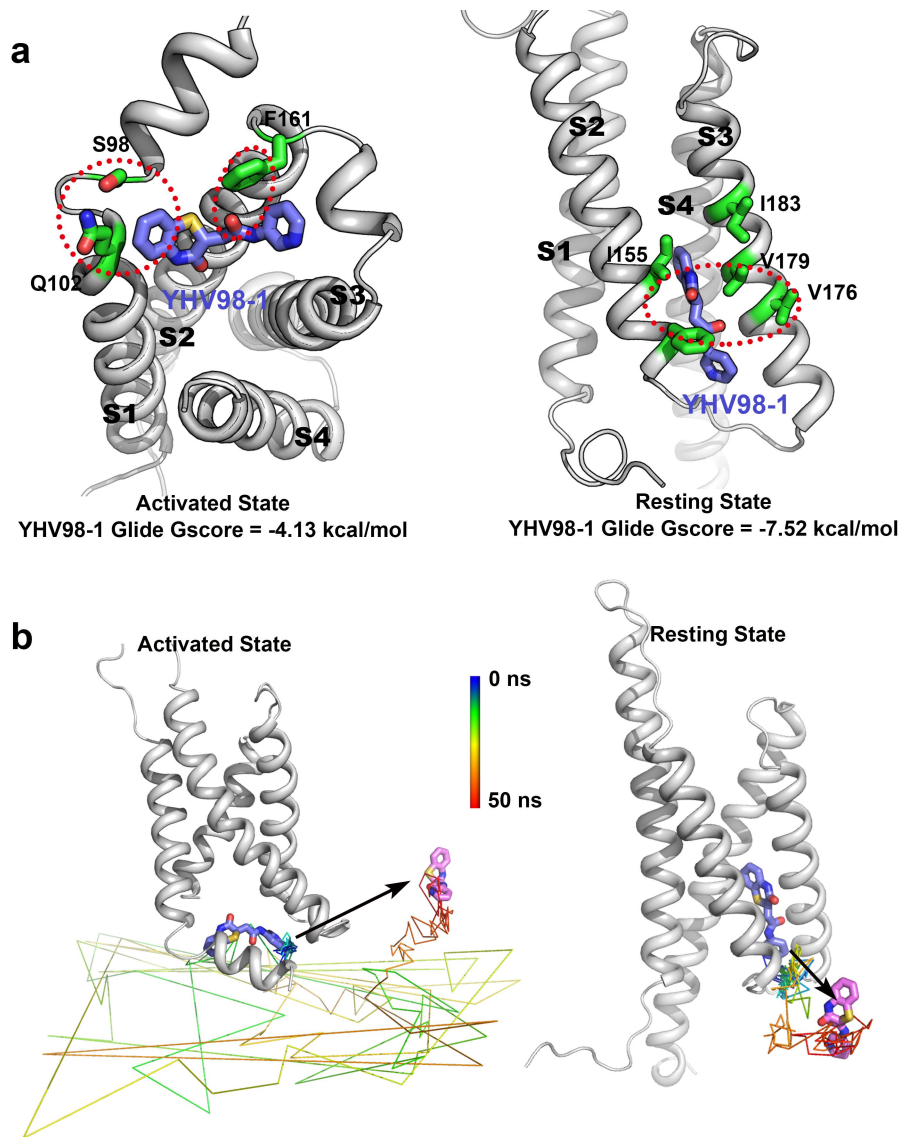 a
S98
F161
Q102
YHV98-1
S2
S3
S1
S4
Activated State
YHV98-1 Glide Gscore = -4.13 kcal/mol
S2
S3
S4
I183
S1
I155
V179
V176
YHV98-1
Resting State
YHV98-1 Glide Gscore = -7.52 kcal/mol
b
Activated State
0 ns
50 ns
Resting State